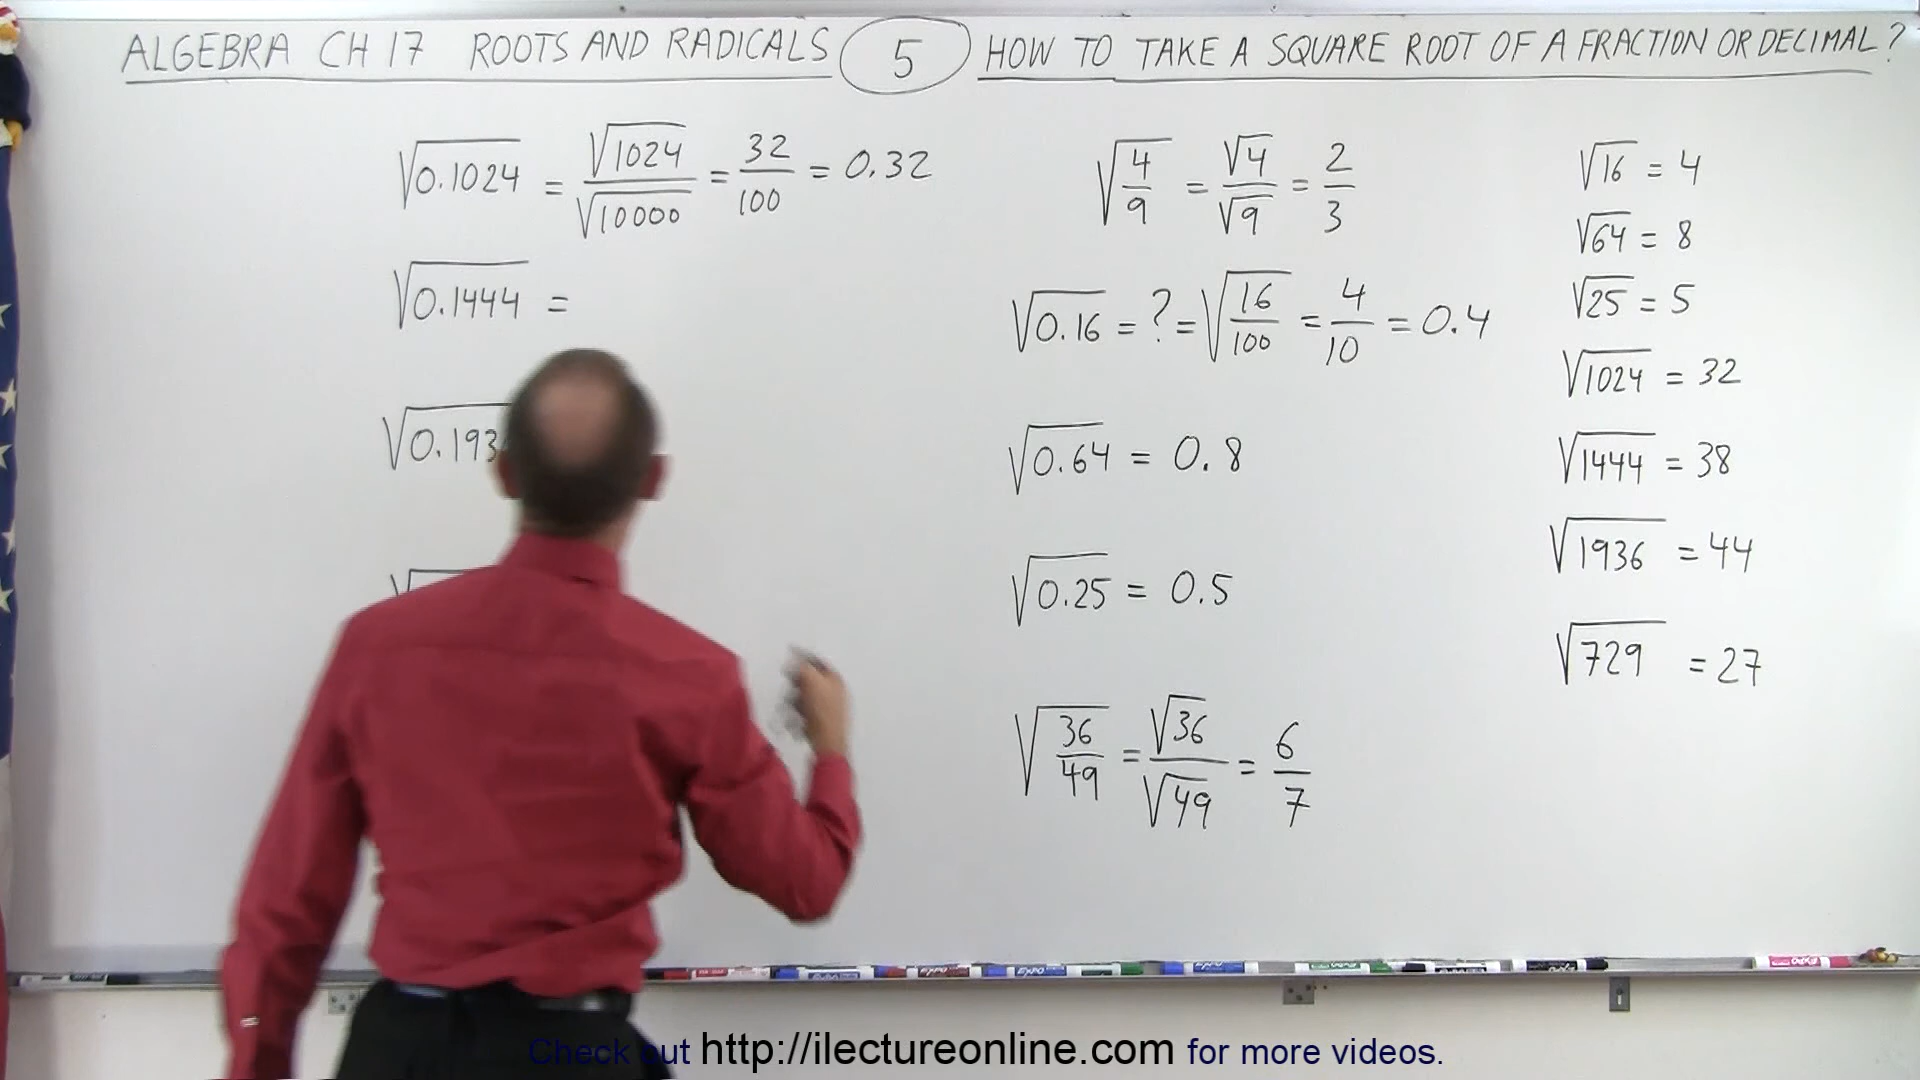 ALGEBRA CH 17 ROOTS AND RADICALS 5 HOW TO TAKE A SQUARE ROOT OF A FRACTION OR DECIMAL?
√0.1024 = √1024/√10000 = 32/100 = 0.32
√0.1444 =
√0.193
√4/9 = √4/√9 = 2/3
√0.16 = ? = √16/100 = 4/10 = 0.4
√0.64 = 0.8
√0.25 = 0.5
√36/49 = √36/√49 = 6/7
√16 = 4
√64 = 8
√25 = 5
√1024 = 32
√1444 = 38
√1936 = 44
√729 = 27
Check out http://ilectureonline.com for more videos.